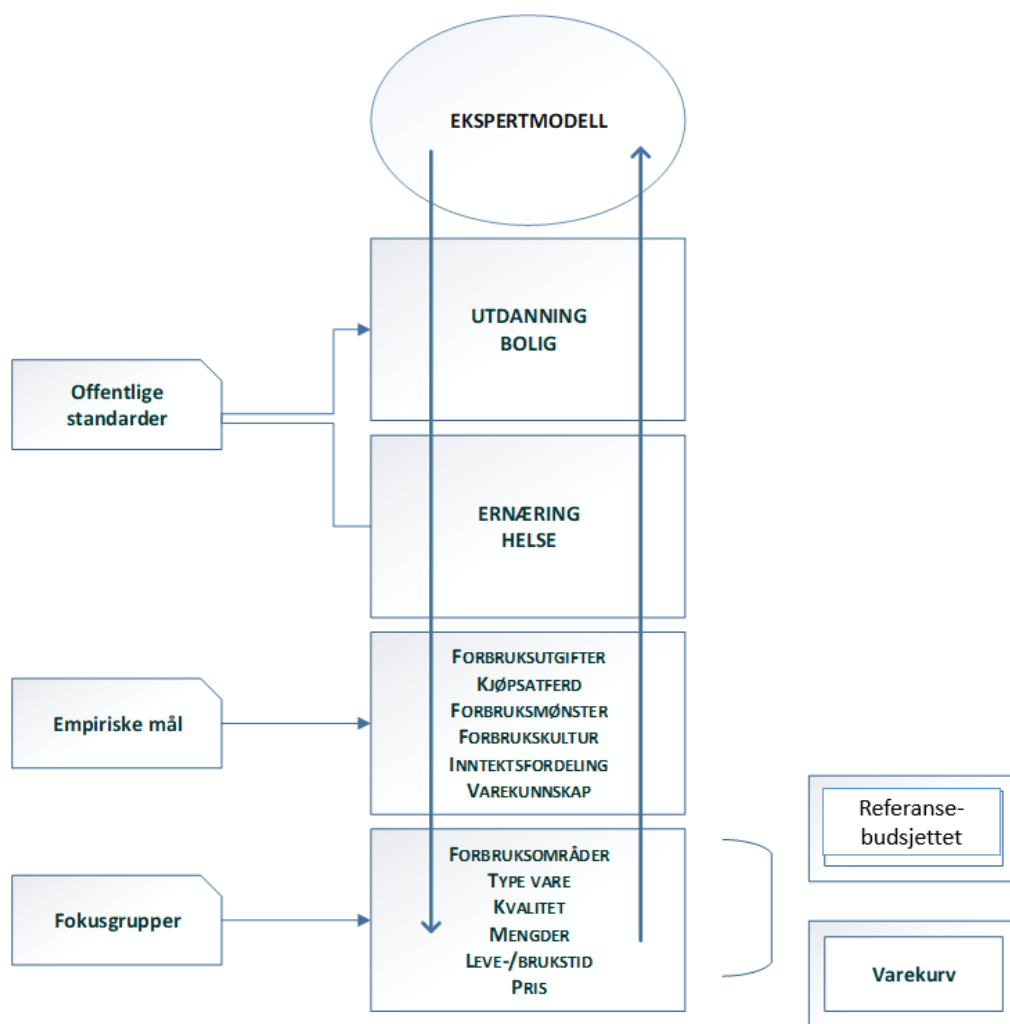 EKSPERTMODELL
UTDANNING
BOLIG
Offentlige
standarder
ERNÆRING
HELSE
FORBRUKSUTGIFTER
KJØPSATFERD
FORBRUKSMØNSTER
FORBRUKSKULTUR
INNTEKTSFORDELING
VAREKUNNSKAP
Empiriske mål
FORBRUKSOMRÅDER
TYPE VARE
KVALITET
MENGDER
LEVE-/BRUKSTID
PRIS
Fokusgrupper
Referanse-
budsjettet
Varekurv